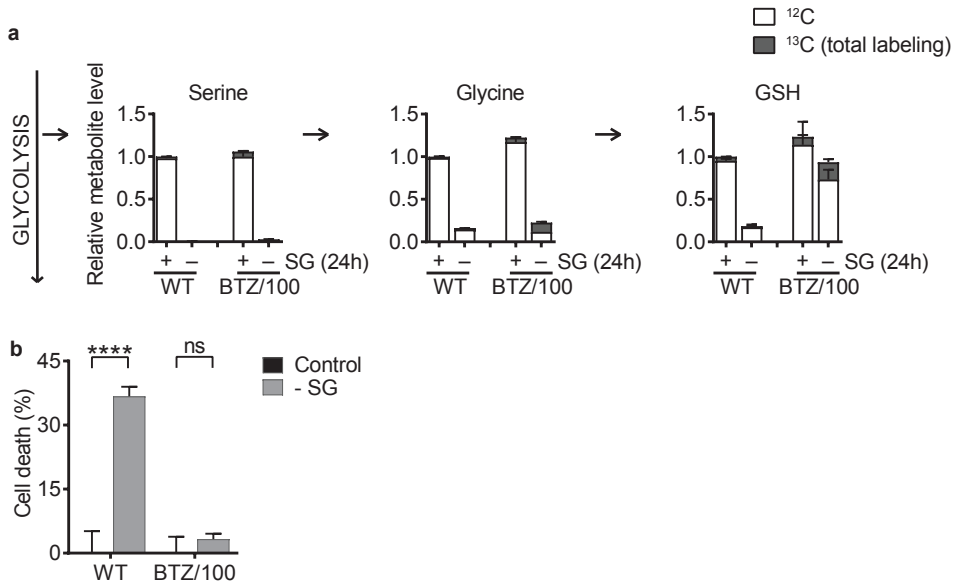 ¹²C
a
¹³C (total labeling)
Serine
Glycine
GSH
GLYCOLYSIS
Relative metabolite level
1.5
1.0
0.5
0.0
+ – + – SG (24h)
WT BTZ/100
1.5
1.0
0.5
0.0
+ – + – SG (24h)
WT BTZ/100
1.5
1.0
0.5
0.0
+ – + – SG (24h)
WT BTZ/100
b
Cell death (%)
45
30
15
0
**** ns
WT BTZ/100
Control
- SG